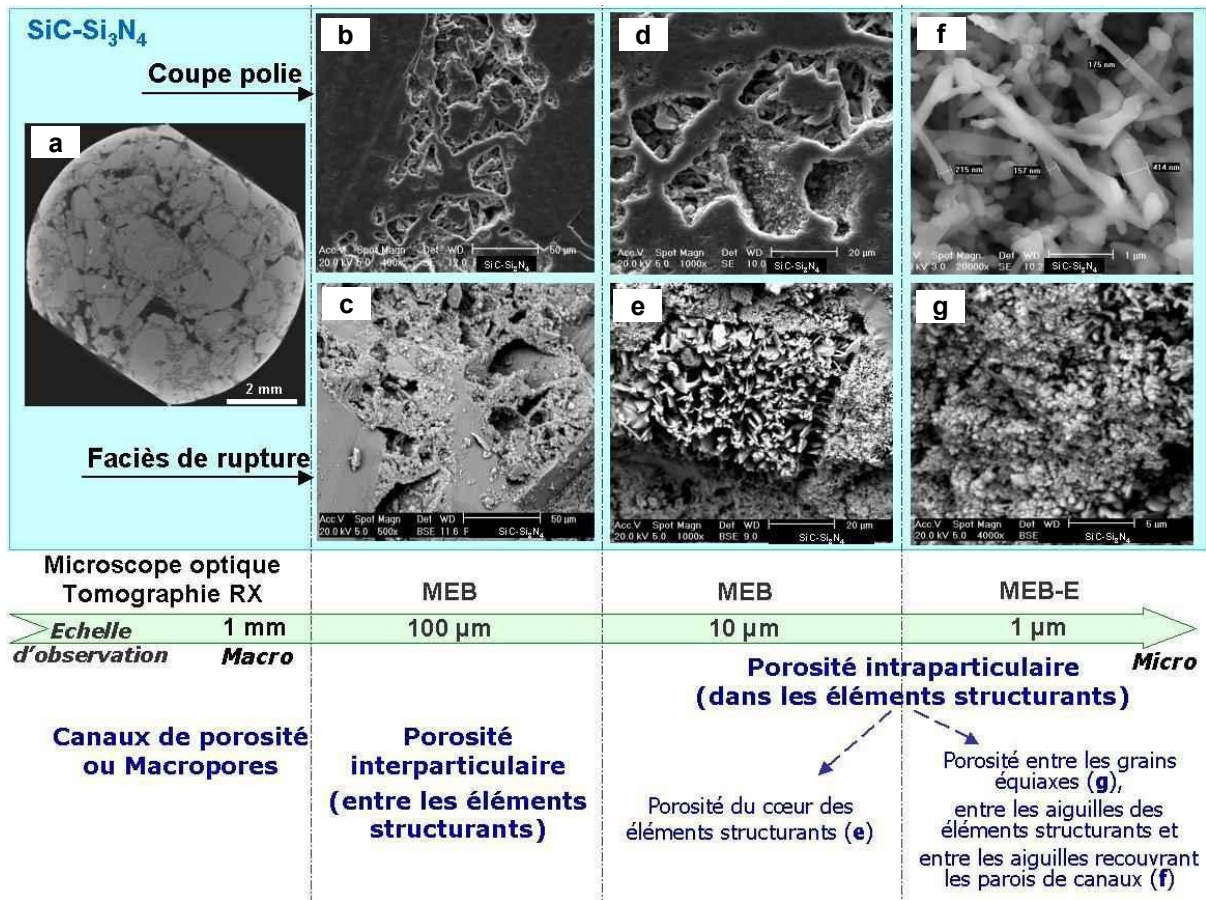 SiC-Si₃N₄
Coupe polie
Faciès de rupture
a
2 mm
b
Acc.V Spot Magn Det WD 50 µm
20.0 kV 5.0 400x SE 12.0 SiC-Si₂N₄
c
Acc.V Spot Magn Det WD 50 µm
20.0 kV 5.0 500x BSE 11.6 F SiC-Si₂N₄
d
Acc.V Spot Magn Det WD 20 µm
20.0 kV 5.0 1000x SE 10.0 SiC-Si₂N₄
e
Acc.V Spot Magn Det WD 20 µm
20.0 kV 5.0 1000x BSE 9.0 SiC-Si₂N₄
f
175 nm
215 nm
157 nm
414 nm
Acc.V Spot Magn Det WD 1 µm
kV 3.0 20000x SE 10.2 SiC-Si₂N₄
g
Acc.V Spot Magn Det WD 5 µm
20.0 kV 5.0 4000x BSE SiC-Si₂N₄
Microscope optique
Tomographie RX
MEB
MEB
MEB-E
Echelle
d'observation
1 mm
100 µm
10 µm
1 µm
Macro
Micro
Canaux de porosité
ou Macropores
Porosité
interparticulaire
(entre les éléments
structurants)
Porosité intraparticulaire
(dans les éléments structurants)
Porosité du cœur des
éléments structurants (e)
Porosité entre les grains
équiaxes (g),
entre les aiguilles des
éléments structurants et
entre les aiguilles recouvrant
les parois de canaux (f)